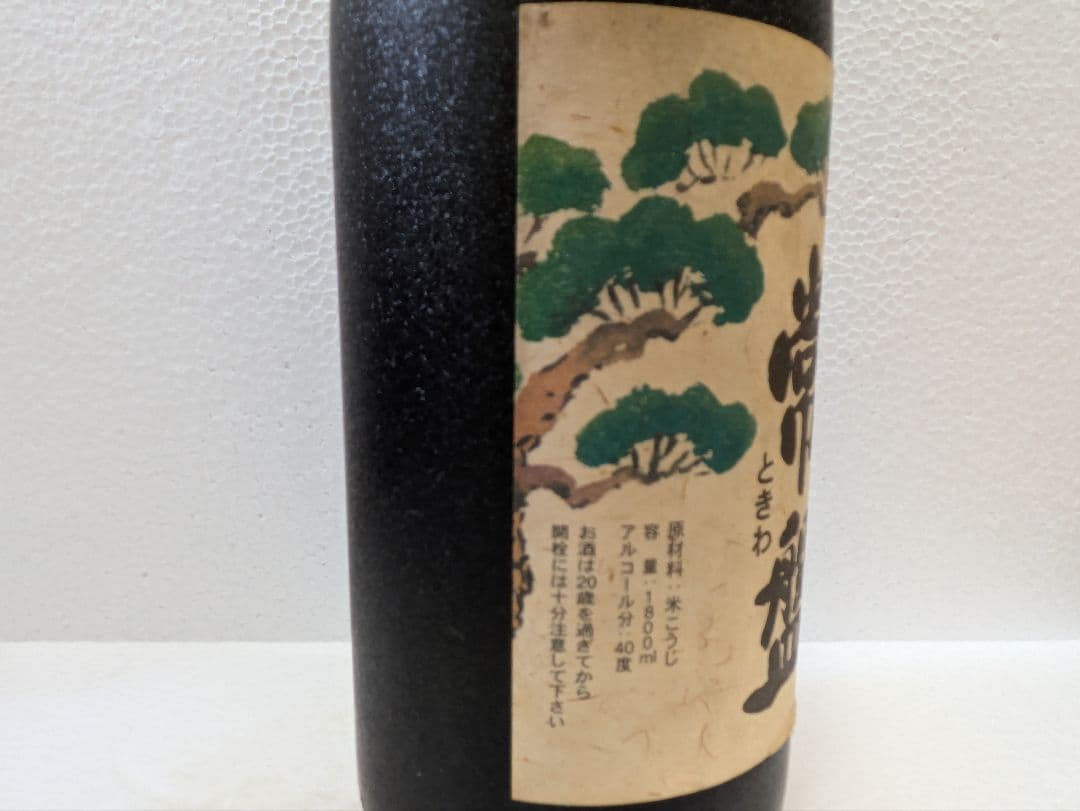 常盤
ときわ
原材料：米こうじ
容　量：1800ml
アルコール分：40度
お酒は20歳を過ぎてから
開栓には十分注意して下さい